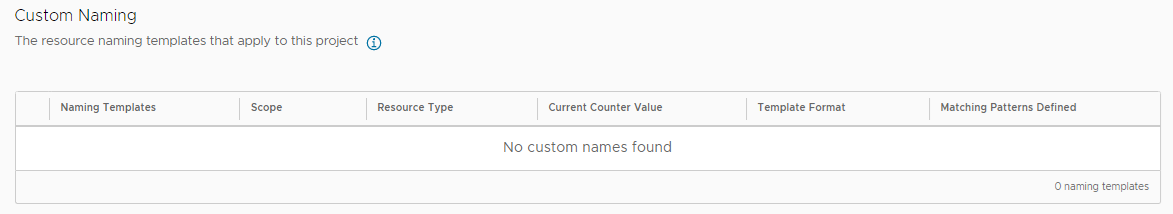 Custom Naming
The resource naming templates that apply to this project
Naming Templates Scope Resource Type Current Counter Value Template Format Matching Patterns Defined
No custom names found
0 naming templates